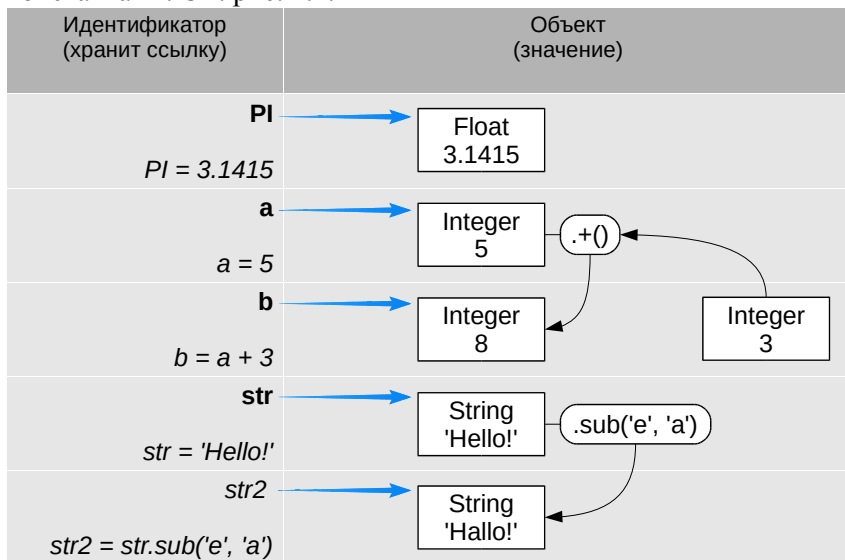 Идентификатор
(хранит ссылку)
Объект
(значение)
PI
Float
3.1415
PI = 3.1415
a
Integer
5
.+()
a = 5
b
Integer
8
Integer
3
b = a + 3
str
String
'Hello!'
.sub('e', 'a')
str = 'Hello!'
str2
String
'Hallo!'
str2 = str.sub('e', 'a')